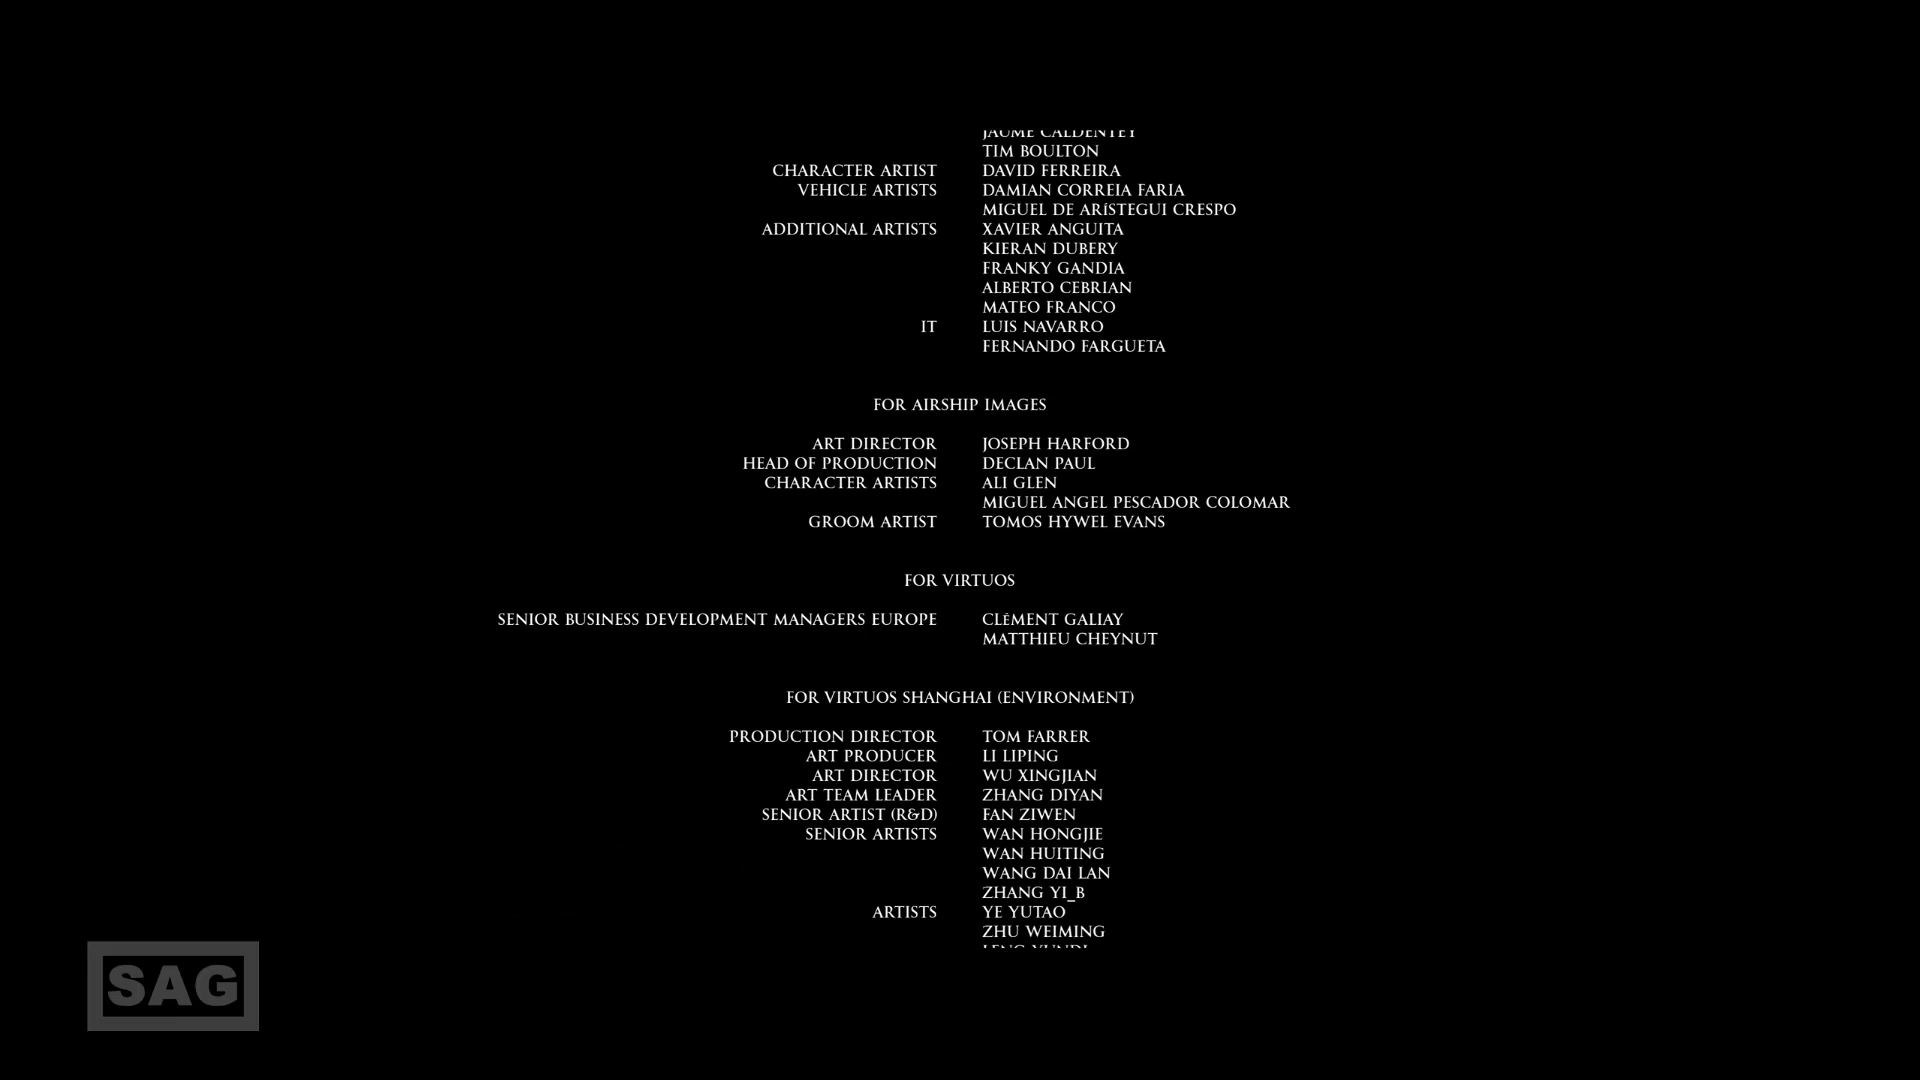 JAUME CALDENTEY
TIM BOULTON
CHARACTER ARTIST DAVID FERREIRA
VEHICLE ARTISTS DAMIAN CORREIA FARIA
MIGUEL DE ARÍSTEGUI CRESPO
ADDITIONAL ARTISTS XAVIER ANGUITA
KIERAN DUBERY
FRANKY GANDIA
ALBERTO CEBRIAN
MATEO FRANCO
IT LUIS NAVARRO
FERNANDO FARGUETA
FOR AIRSHIP IMAGES
ART DIRECTOR JOSEPH HARFORD
HEAD OF PRODUCTION DECLAN PAUL
CHARACTER ARTISTS ALI GLEN
MIGUEL ANGEL PESCADOR COLOMAR
GROOM ARTIST TOMOS HYWEL EVANS
FOR VIRTUOS
SENIOR BUSINESS DEVELOPMENT MANAGERS EUROPE CLÉMENT GALIAY
MATTHIEU CHEYNUT
FOR VIRTUOS SHANGHAI (ENVIRONMENT)
PRODUCTION DIRECTOR TOM FARRER
ART PRODUCER LI LIPING
ART DIRECTOR WU XINGJIAN
ART TEAM LEADER ZHANG DIYAN
SENIOR ARTIST (R&D) FAN ZIWEN
SENIOR ARTISTS WAN HONGJIE
WAN HUITING
WANG DAI LAN
ZHANG YI_B
ARTISTS YE YUTAO
ZHU WEIMING
SAG